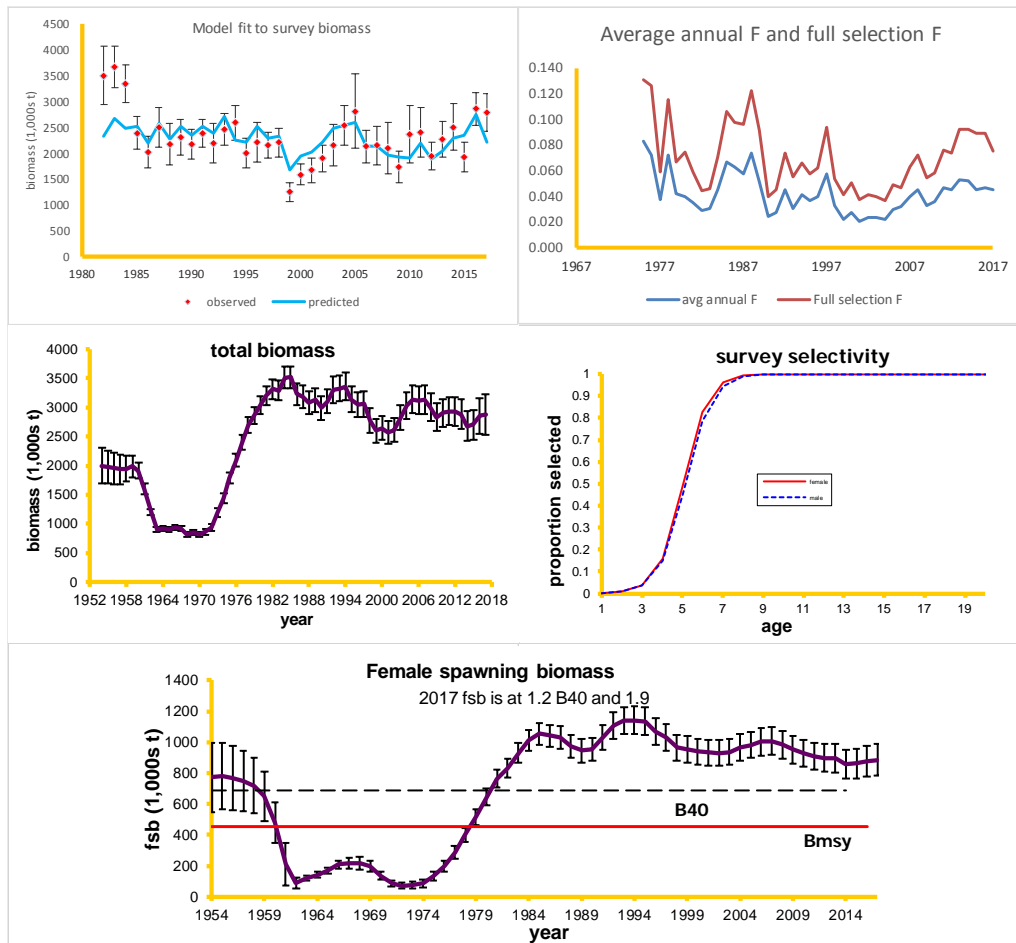 Model fit to survey biomass
4500
4000
3500
3000
2500
2000
1500
1000
500
0
biomass (1,000s t)
1980 1985 1990 1995 2000 2005 2010 2015
observed predicted
Average annual F and full selection F
0.140
0.120
0.100
0.080
0.060
0.040
0.020
0.000
1967 1977 1987 1997 2007 2017
avg annual F Full selection F
total biomass
4000
3500
3000
2500
2000
1500
1000
500
0
biomass (1,000s t)
1952 1958 1964 1970 1976 1982 1988 1994 2000 2006 2012 2018
year
survey selectivity
1
0.9
0.8
0.7
0.6
0.5
0.4
0.3
0.2
0.1
0
proportion selected
female
male
1 3 5 7 9 11 13 15 17 19
age
Female spawning biomass
2017 fsb is at 1.2 B40 and 1.9
1400
1200
1000
800
600
400
200
0
fsb (1,000s t)
B40
Bmsy
1954 1959 1964 1969 1974 1979 1984 1989 1994 1999 2004 2009 2014
year